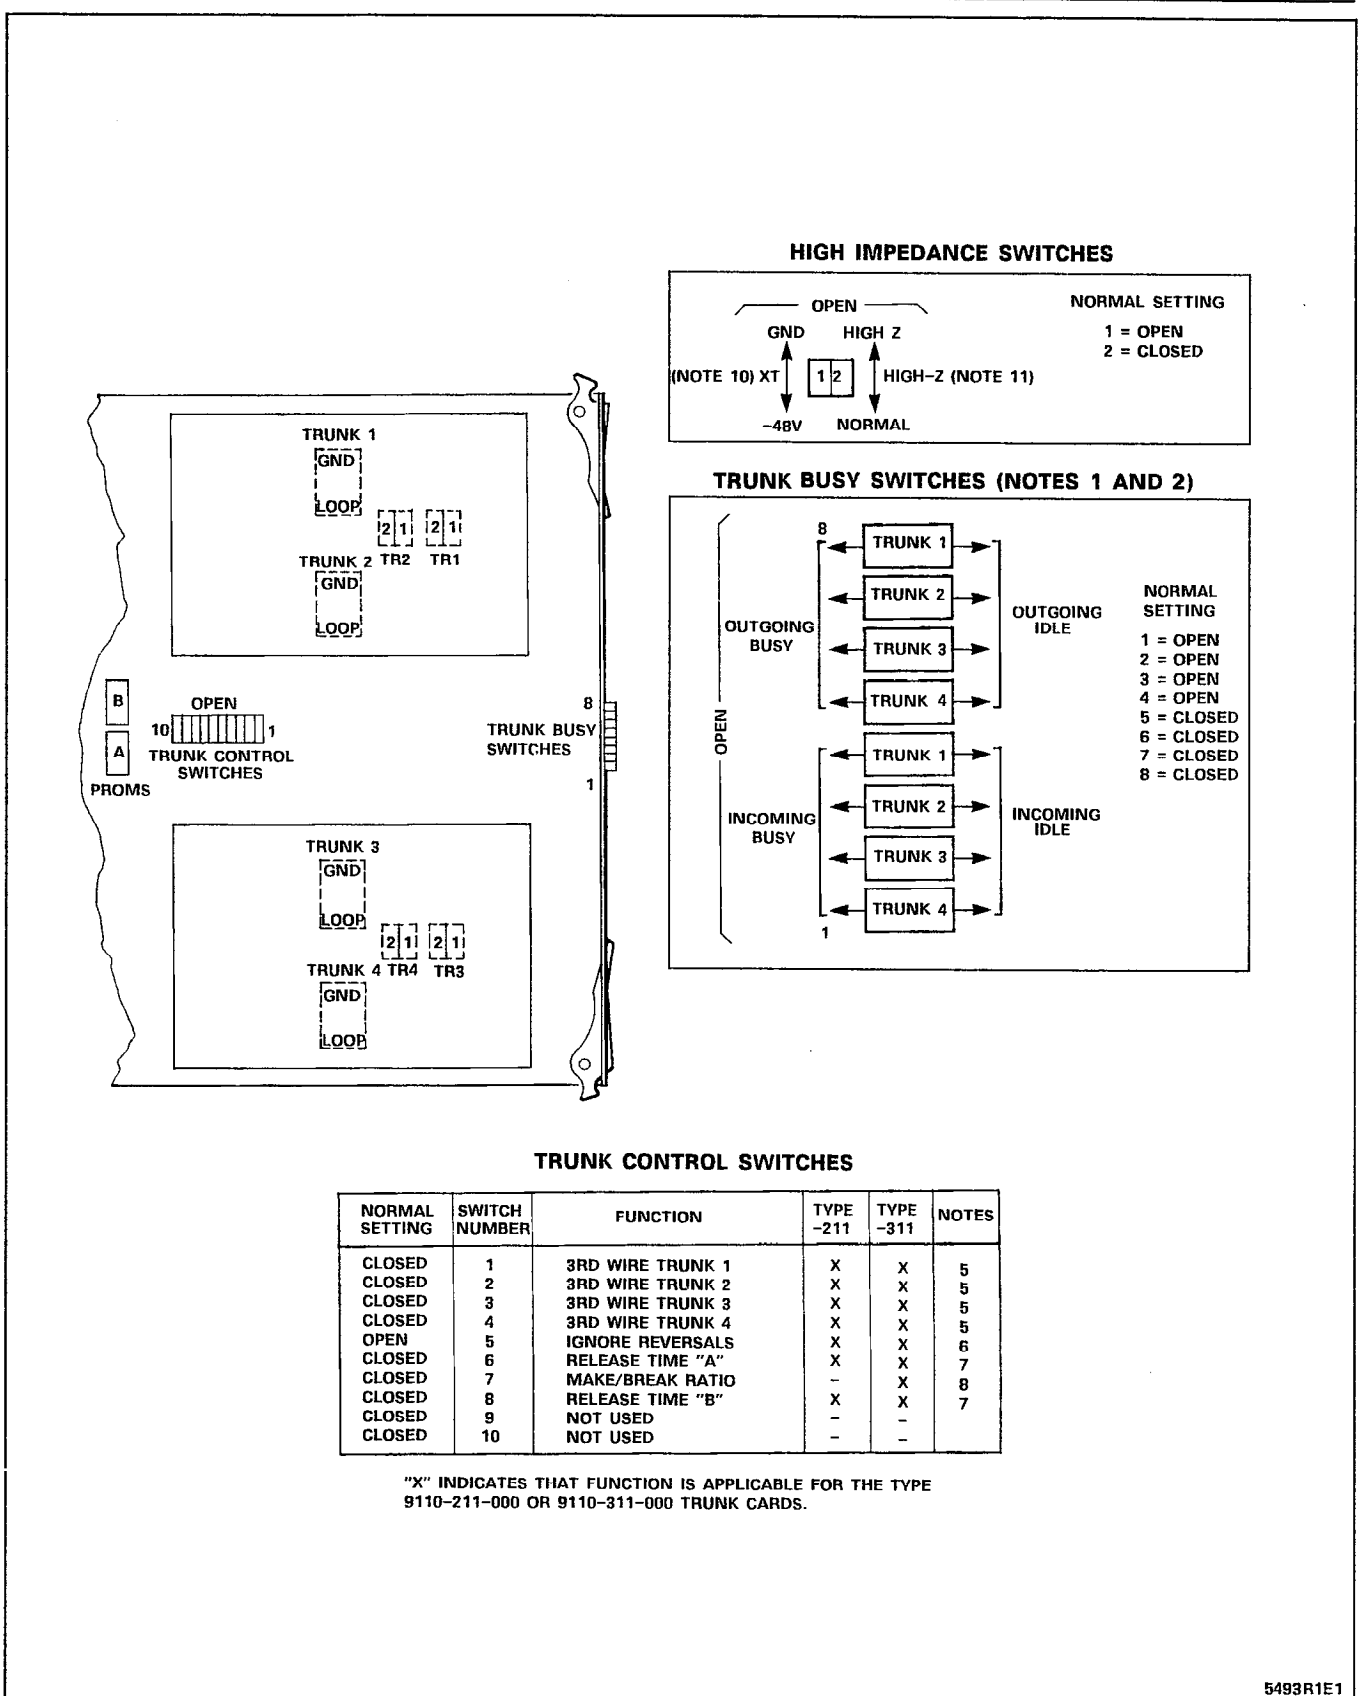 HIGH IMPEDANCE SWITCHES
OPEN
GND HIGH Z
(NOTE 10) XT 1 2 HIGH-Z (NOTE 11)
-48V NORMAL
NORMAL SETTING
1 = OPEN
2 = CLOSED
TRUNK 1
GND
LOOP
2 1 2 1
TR2 TR1
TRUNK 2
GND
LOOP
B
A
PROMS
OPEN
10 1
TRUNK CONTROL
SWITCHES
8
TRUNK BUSY
SWITCHES
1
TRUNK 3
GND
LOOP
2 1 2 1
TRUNK 4 TR4 TR3
GND
LOOP
TRUNK BUSY SWITCHES (NOTES 1 AND 2)
OPEN
8
TRUNK 1
TRUNK 2
TRUNK 3
TRUNK 4
OUTGOING
BUSY
OUTGOING
IDLE
TRUNK 1
TRUNK 2
TRUNK 3
TRUNK 4
INCOMING
BUSY
INCOMING
IDLE
1
NORMAL
SETTING
1 = OPEN
2 = OPEN
3 = OPEN
4 = OPEN
5 = CLOSED
6 = CLOSED
7 = CLOSED
8 = CLOSED
TRUNK CONTROL SWITCHES
NORMAL SETTING SWITCH NUMBER FUNCTION TYPE -211 TYPE -311 NOTES
CLOSED 1 3RD WIRE TRUNK 1 X X 5
CLOSED 2 3RD WIRE TRUNK 2 X X 5
CLOSED 3 3RD WIRE TRUNK 3 X X 5
CLOSED 4 3RD WIRE TRUNK 4 X X 5
OPEN 5 IGNORE REVERSALS X X 6
CLOSED 6 RELEASE TIME "A" X X 7
CLOSED 7 MAKE/BREAK RATIO - X 8
CLOSED 8 RELEASE TIME "B" X X 7
CLOSED 9 NOT USED - -
CLOSED 10 NOT USED - -
"X" INDICATES THAT FUNCTION IS APPLICABLE FOR THE TYPE
9110-211-000 OR 9110-311-000 TRUNK CARDS.
5493R1E1